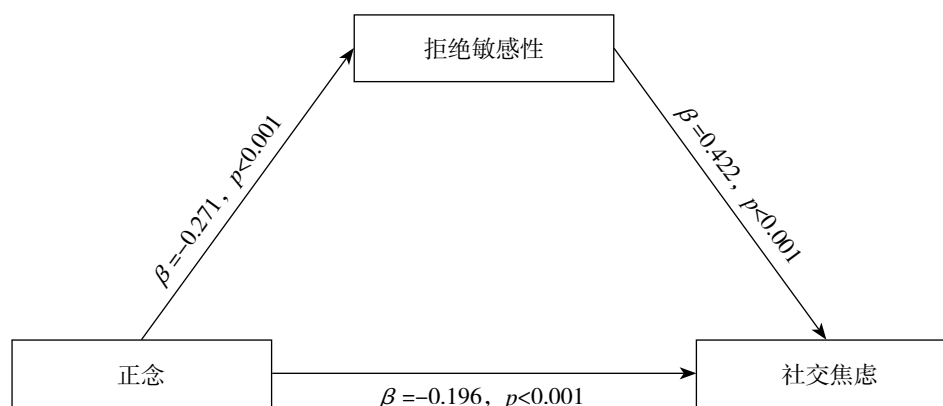 拒绝敏感性
β=-0.271，p<0.001
β=0.422，p<0.001
正念
社交焦虑
β=-0.196，p<0.001